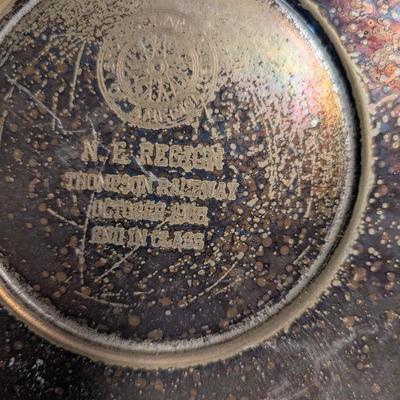 N. E. REGION
THOMPSON RACEWAY
OCTOBER
2ND IN CLASS